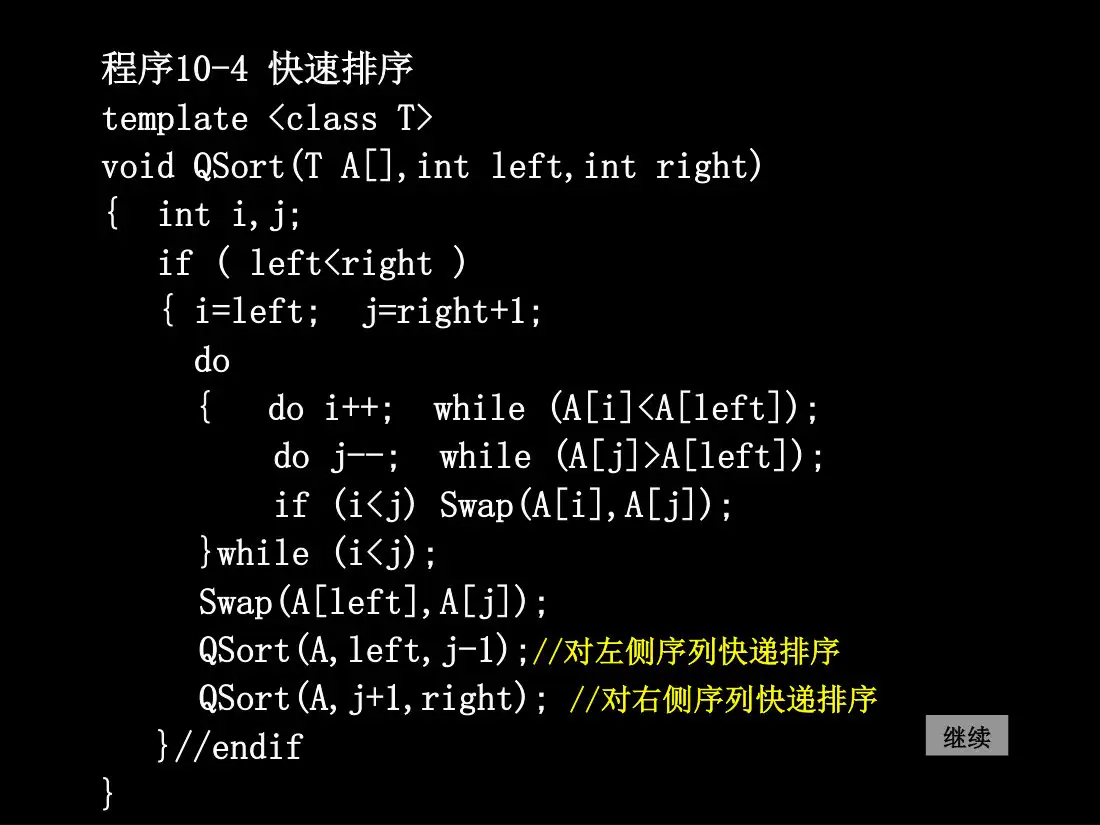 程序10-4 快速排序
template <class T>
void QSort(T A[],int left,int right)
{ int i,j;
if ( left<right )
{ i=left; j=right+1;
do
{ do i++; while (A[i]<A[left]);
do j--; while (A[j]>A[left]);
if (i<j) Swap(A[i],A[j]);
}while (i<j);
Swap(A[left],A[j]);
QSort(A,left,j-1);//对左侧序列快递排序
QSort(A,j+1,right); //对右侧序列快递排序
}//endif
继续
}